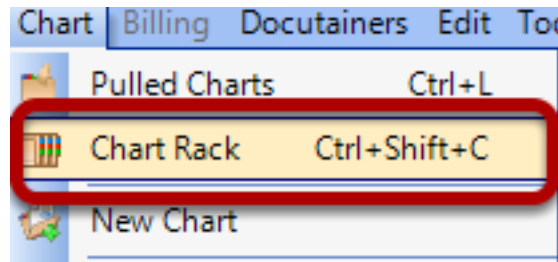 Chart Billing Docutainers Edit
Pulled Charts Ctrl+L
Chart Rack Ctrl+Shift+C
New Chart